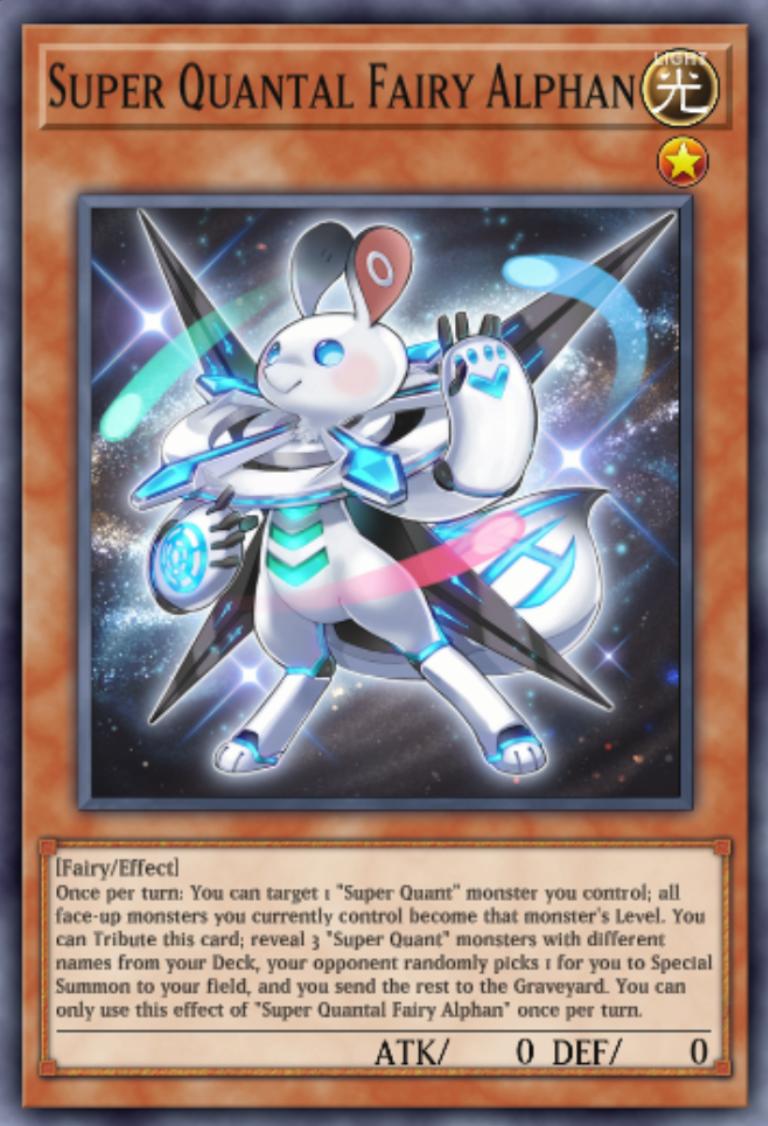 Super Quantal Fairy Alphan
LIGHT
光
[Fairy/Effect]
Once per turn: You can target 1 "Super Quant" monster you control; all
face-up monsters you currently control become that monster's Level. You
can Tribute this card; reveal 3 "Super Quant" monsters with different
names from your Deck, your opponent randomly picks 1 for you to Special
Summon to your field, and you send the rest to the Graveyard. You can
only use this effect of "Super Quantal Fairy Alphan" once per turn.
ATK/ 0 DEF/ 0